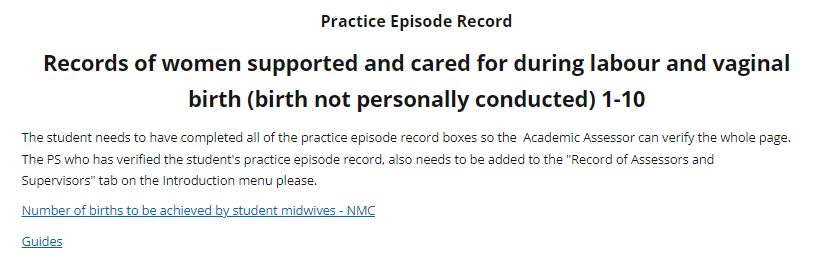 Practice Episode Record
Records of women supported and cared for during labour and vaginal
birth (birth not personally conducted) 1-10
The student needs to have completed all of the practice episode record boxes so the Academic Assessor can verify the whole page.
The PS who has verified the student's practice episode record, also needs to be added to the "Record of Assessors and
Supervisors" tab on the Introduction menu please.
Number of births to be achieved by student midwives - NMC
Guides